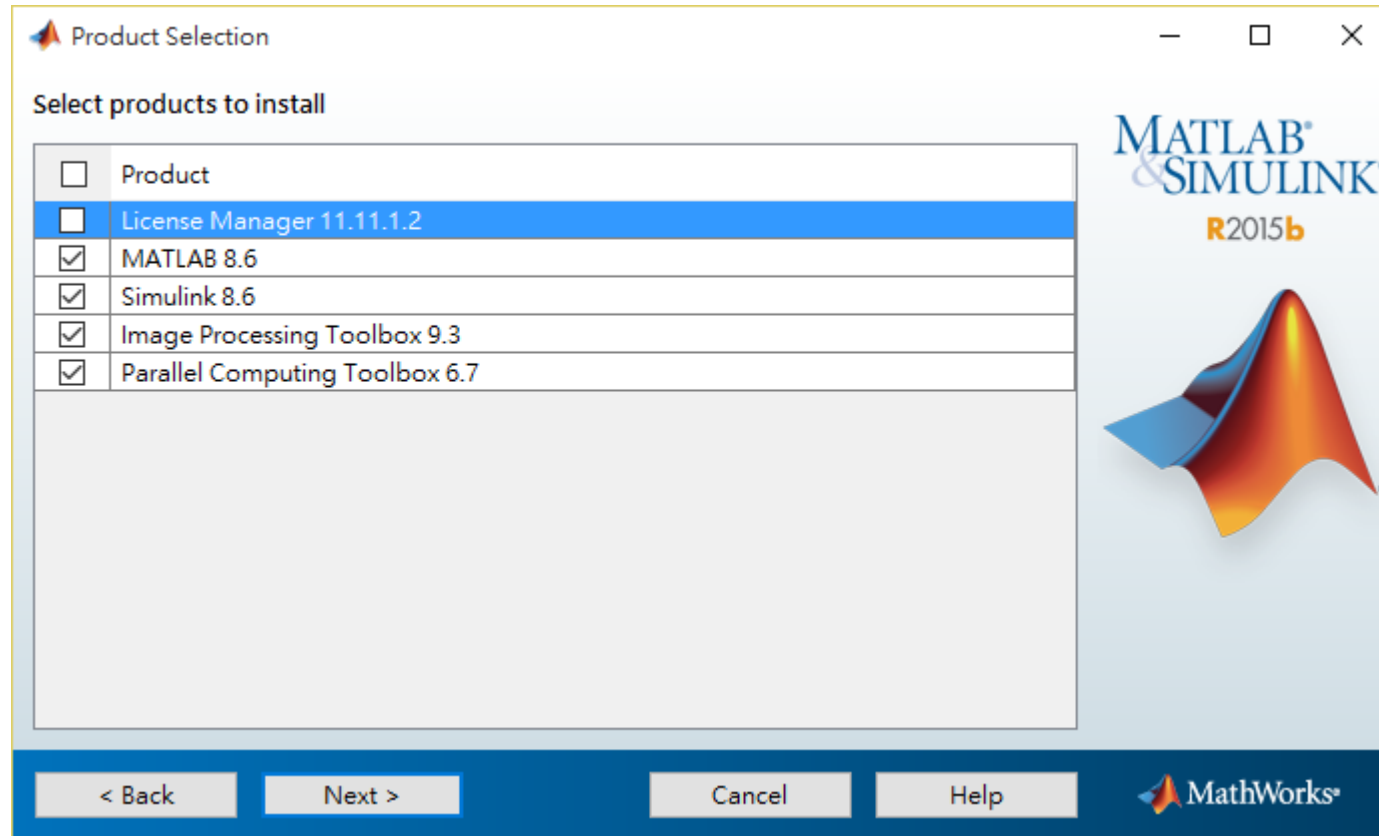 Product Selection
Select products to install
Product
License Manager 11.11.1.2
MATLAB 8.6
Simulink 8.6
Image Processing Toolbox 9.3
Parallel Computing Toolbox 6.7
MATLAB®
&SIMULINK®
R2015b
< Back
Next >
Cancel
Help
MathWorks®